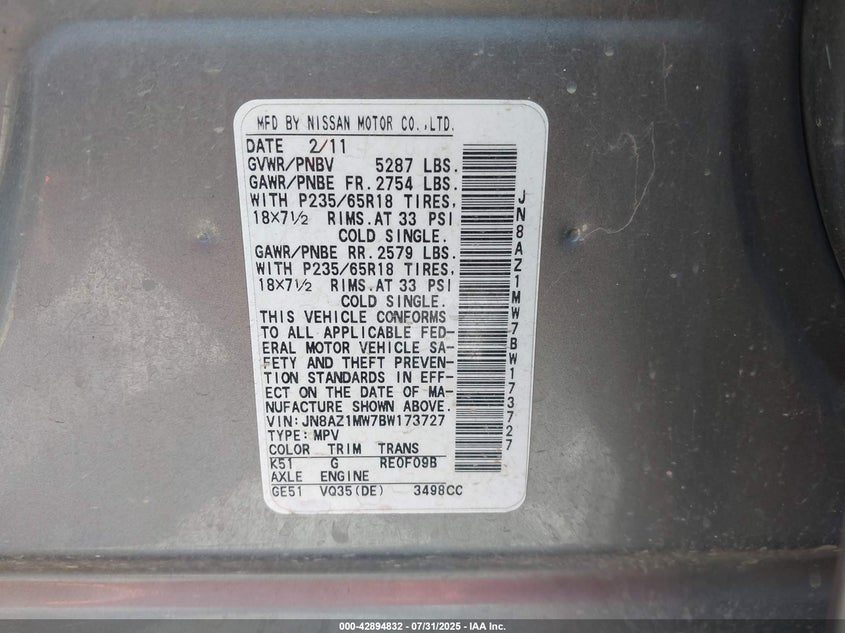 MFD BY NISSAN MOTOR CO.,LTD.
DATE 2/11
GVWR/PNBV 5287 LBS.
GAWR/PNBE FR.2754 LBS.
WITH P235/65R18 TIRES,
18X7½ RIMS.AT 33 PSI
COLD SINGLE.
GAWR/PNBE RR.2579 LBS.
WITH P235/65R18 TIRES,
18X7½ RIMS.AT 33 PSI
COLD SINGLE.
THIS VEHICLE CONFORMS
TO ALL APPLICABLE FED-
ERAL MOTOR VEHICLE SA-
FETY AND THEFT PREVEN-
TION STANDARDS IN EFF-
ECT ON THE DATE OF MA-
NUFACTURE SHOWN ABOVE.
VIN:JN8AZ1MW7BW173727
TYPE:MPV
COLOR TRIM TRANS
K51 G RE0F09B
AXLE ENGINE
GE51 VQ35(DE) 3498CC
JN8AZ1MW7BW173727
000-42894832 / 07/31/2025 - IAA Inc.